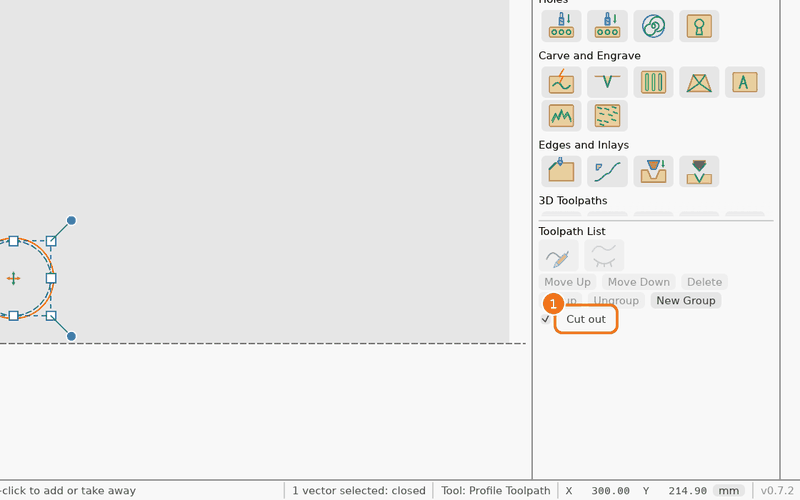 Holes
Carve and Engrave
A
Edges and Inlays
3D Toolpaths
Toolpath List
Move Up Move Down Delete
Ungroup New Group
1
Cut out
-click to add or take away 1 vector selected: closed Tool: Profile Toolpath X 300.00 Y 214.90 mm v0.7.2